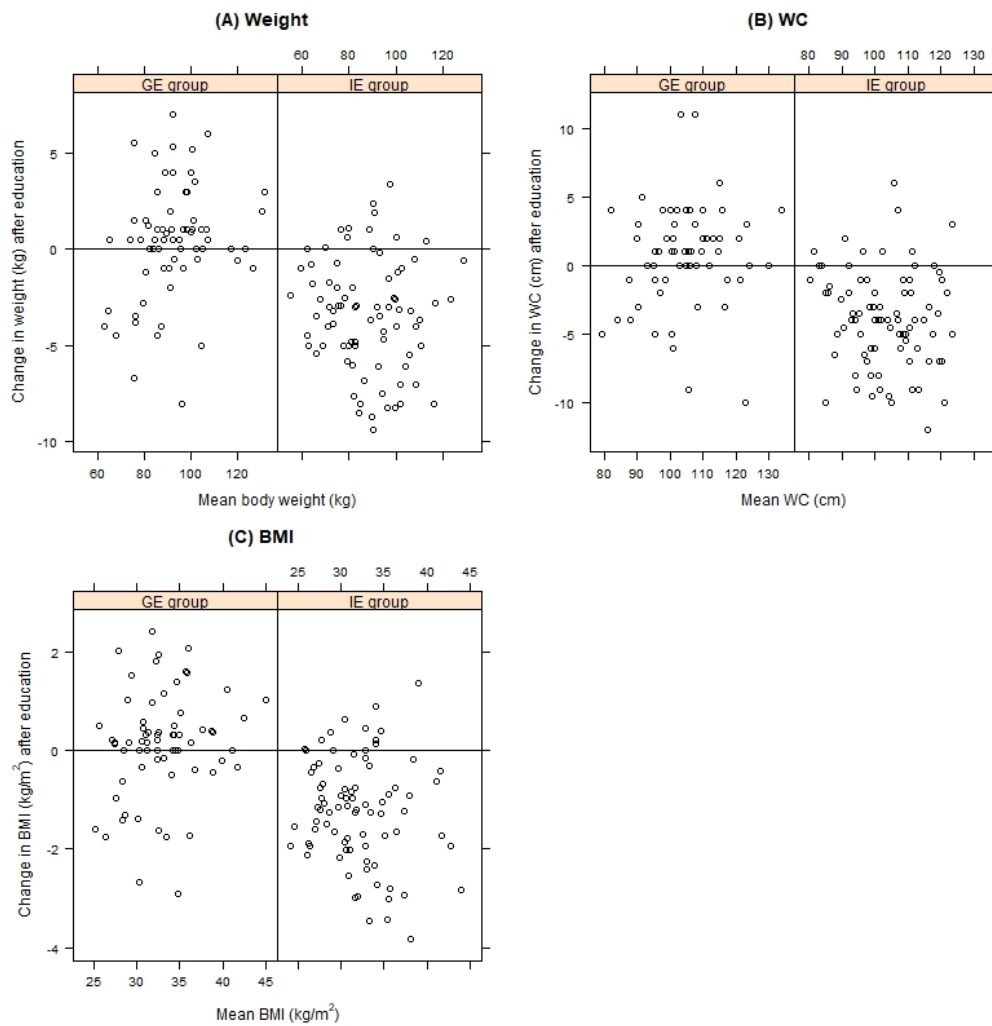 (A) Weight
60 80 100 120
GE group IE group
Change in weight (kg) after education
5
0
-5
-10
60 80 100 120
Mean body weight (kg)
(B) WC
80 90 100 110 120 130
GE group IE group
Change in WC (cm) after education
10
5
0
-5
-10
80 90 100 110 120 130
Mean WC (cm)
(C) BMI
25 30 35 40 45
GE group IE group
Change in BMI (kg/m²) after education
2
0
-2
-4
25 30 35 40 45
Mean BMI (kg/m²)